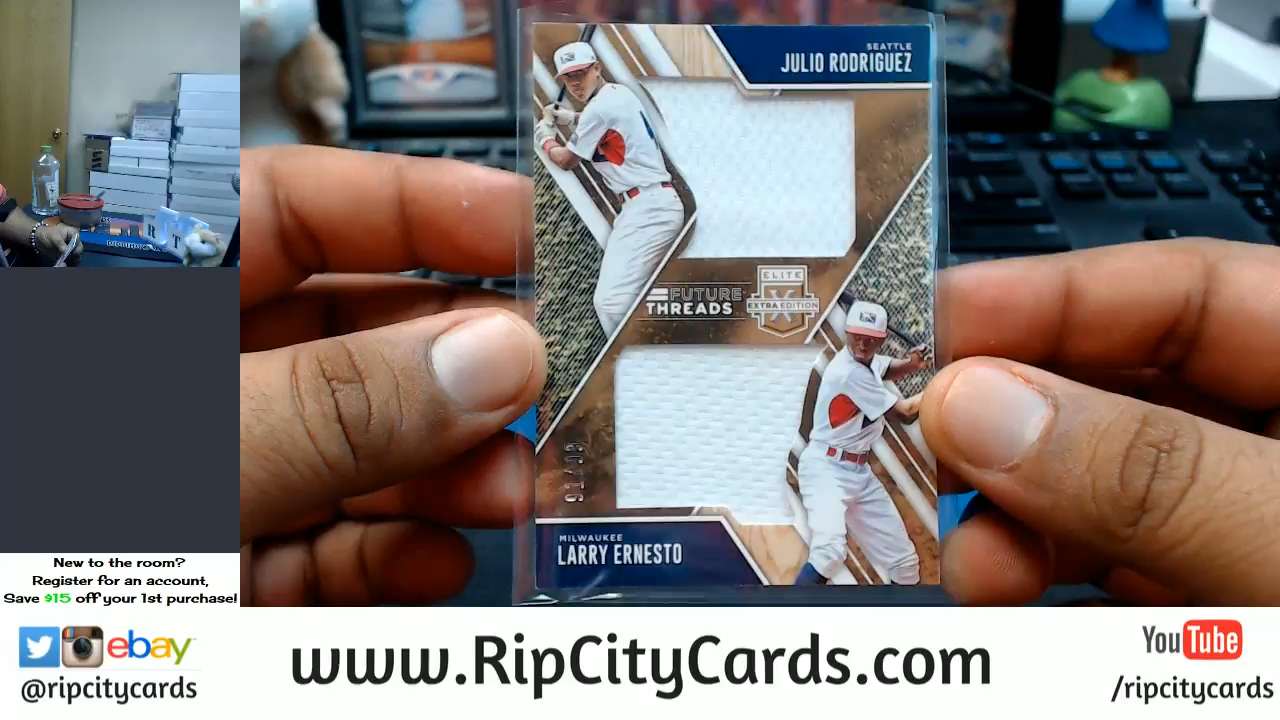 SEATTLE
JULIO RODRIGUEZ
FUTURE
THREADS
ELITE
X
EXTRA EDITION
MILWAUKEE
LARRY ERNESTO
New to the room?
Register for an account,
Save $15 off your 1st purchase!
ebay
@ripcitycards
www.RipCityCards.com
YouTube
/ripcitycards